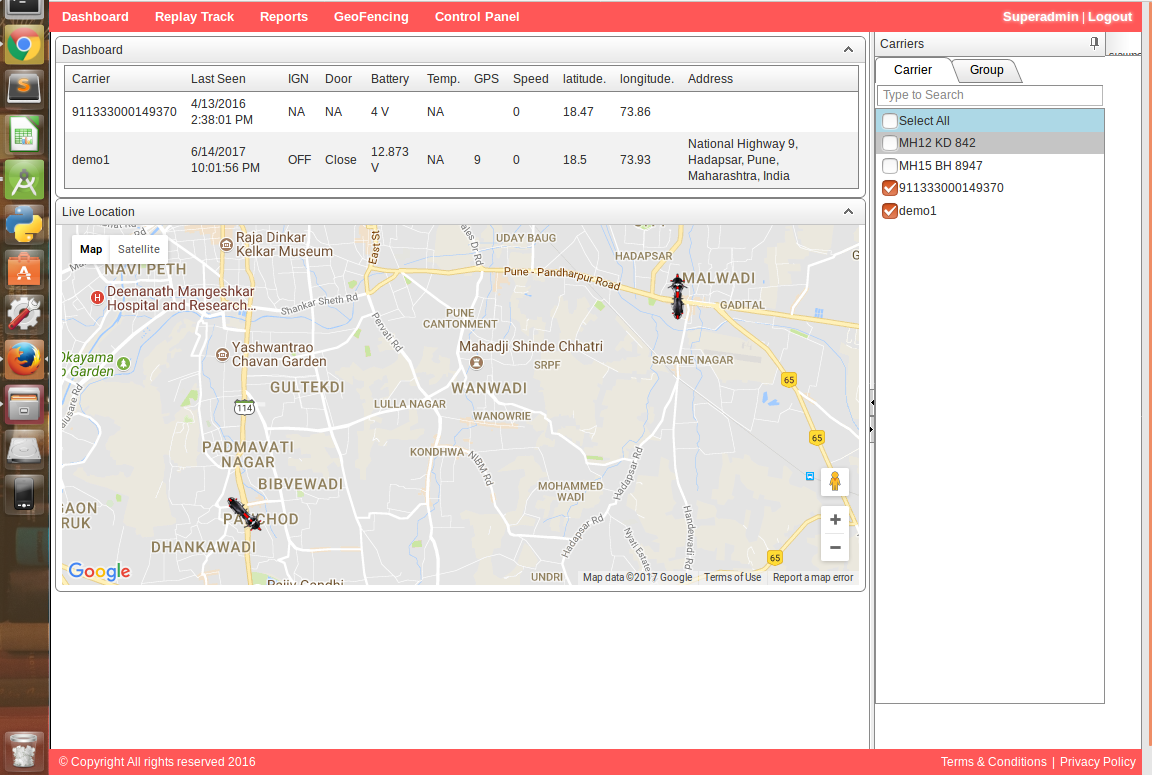 Dashboard Replay Track Reports GeoFencing Control Panel Superadmin | Logout
Dashboard
Carrier Last Seen IGN Door Battery Temp. GPS Speed latitude. longitude. Address
911333000149370 4/13/2016 2:38:01 PM NA NA 4 V NA 0 18.47 73.86
demo1 6/14/2017 10:01:56 PM OFF Close 12.873 V NA 9 0 18.5 73.93 National Highway 9, Hadapsar, Pune, Maharashtra, India
Live Location
Map Satellite
Raja Dinkar
Kelkar Museum
East St
UDAY BAUG
HADAPSAR
NAVI PETH
Pune - Pandharpur Road
MALWADI
Deenanath Mangeshkar
Hospital and Research...
Shankar Sheth Rd
GADITAL
PUNE
CANTONMENT
Pervati Rd
Yashwantrao
Chavan Garden
Mahadji Shinde Chhatri
SRPF
SASANE NAGAR
Okayama
Garden
GULTEKDI
WANWADI
65
LULLA NAGAR
114
WANOWRIE
PADMAVATI
NAGAR
KONDHWA
65
NIBM Rd
Hadapsar Rd
BIBVEWADI
MOHAMMED
WADI
GAON
RUK
Handewadi Rd
Hadapsar Rd
Nyati Estate
DHANKAWADI
65
UNDRI
Google
Map data ©2017 Google Terms of Use Report a map error
Carriers
Carrier Group
Type to Search
Select All
MH12 KD 842
MH15 BH 8947
911333000149370
demo1
© Copyright All rights reserved 2016 Terms & Conditions | Privacy Policy